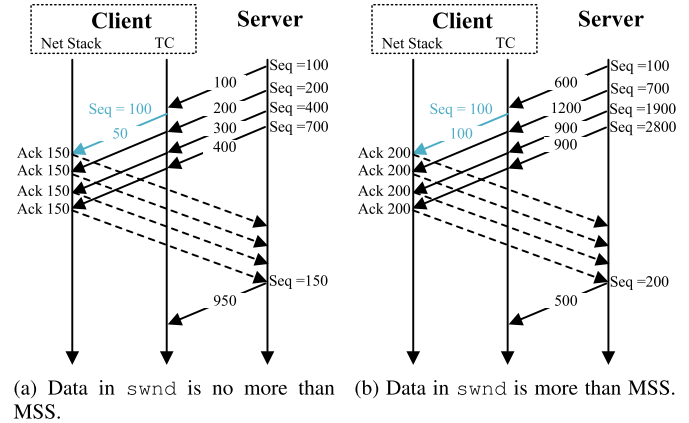 Client Server
Net Stack TC
Seq =100
100
Seq =200
Seq = 100
200
Seq =400
50
300
Seq =700
400
Ack 150
Ack 150
Ack 150
Ack 150
Seq =150
950
(a) Data in swnd is no more than
MSS.
Client Server
Net Stack TC
Seq =100
600
Seq =700
Seq = 100
1200
Seq =1900
100
900
Seq =2800
900
Ack 200
Ack 200
Ack 200
Ack 200
Seq =200
500
(b) Data in swnd is more than MSS.